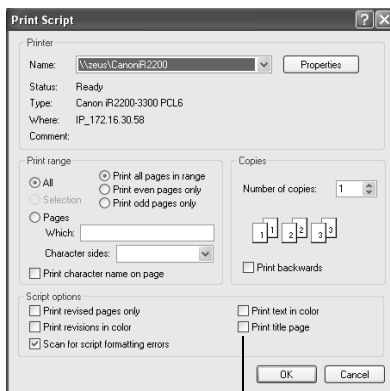 Print Script
Printer
Name: \\zeus\CanoniR2200 Properties
Status: Ready
Type: Canon iR2200-3300 PCL6
Where: IP_172.16.30.58
Comment:
Print range
All
Selection
Pages
Print all pages in range
Print even pages only
Print odd pages only
Which:
Character sides:
Print character name on page
Copies
Number of copies: 1
1 1 2 2 3 3
Print backwards
Script options
Print revised pages only
Print revisions in color
Scan for script formatting errors
Print text in color
Print title page
OK Cancel